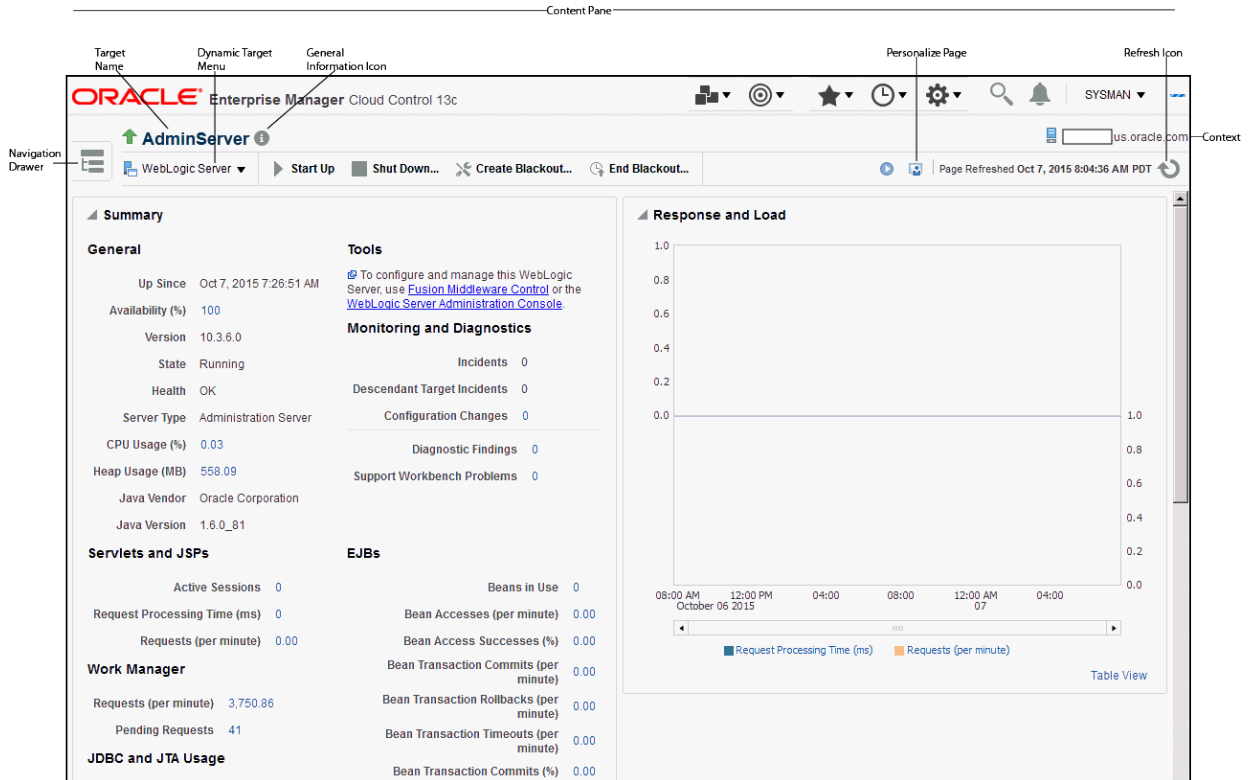 Content Pane
Target Name
Dynamic Target Menu
General Information Icon
Personalize Page
Refresh Icon
ORACLE Enterprise Manager Cloud Control 13c
SYSMAN
AdminServer
us.oracle.com
Context
Navigation Drawer
WebLogic Server
Start Up
Shut Down...
Create Blackout...
End Blackout...
Page Refreshed Oct 7, 2015 8:04:36 AM PDT
Summary
General
Up Since Oct 7, 2015 7:26:51 AM
Availability (%) 100
Version 10.3.6.0
State Running
Health OK
Server Type Administration Server
CPU Usage (%) 0.03
Heap Usage (MB) 558.09
Java Vendor Oracle Corporation
Java Version 1.6.0_81
Servlets and JSPs
Active Sessions 0
Request Processing Time (ms) 0
Requests (per minute) 0.00
Work Manager
Requests (per minute) 3,750.86
Pending Requests 41
JDBC and JTA Usage
Tools
To configure and manage this WebLogic
Server, use Fusion Middleware Control or the
WebLogic Server Administration Console.
Monitoring and Diagnostics
Incidents 0
Descendant Target Incidents 0
Configuration Changes 0
Diagnostic Findings 0
Support Workbench Problems 0
EJBs
Beans in Use 0
Bean Accesses (per minute) 0.00
Bean Access Successes (%) 0.00
Bean Transaction Commits (per minute) 0.00
Bean Transaction Rollbacks (per minute) 0.00
Bean Transaction Timeouts (per minute) 0.00
Bean Transaction Commits (%) 0.00
Response and Load
1.0
0.8
0.6
0.4
0.2
0.0
1.0
0.8
0.6
0.4
0.2
0.0
08:00 AM 12:00 PM 04:00 08:00 12:00 AM 04:00
October 06 2015 07
Request Processing Time (ms) Requests (per minute)
Table View